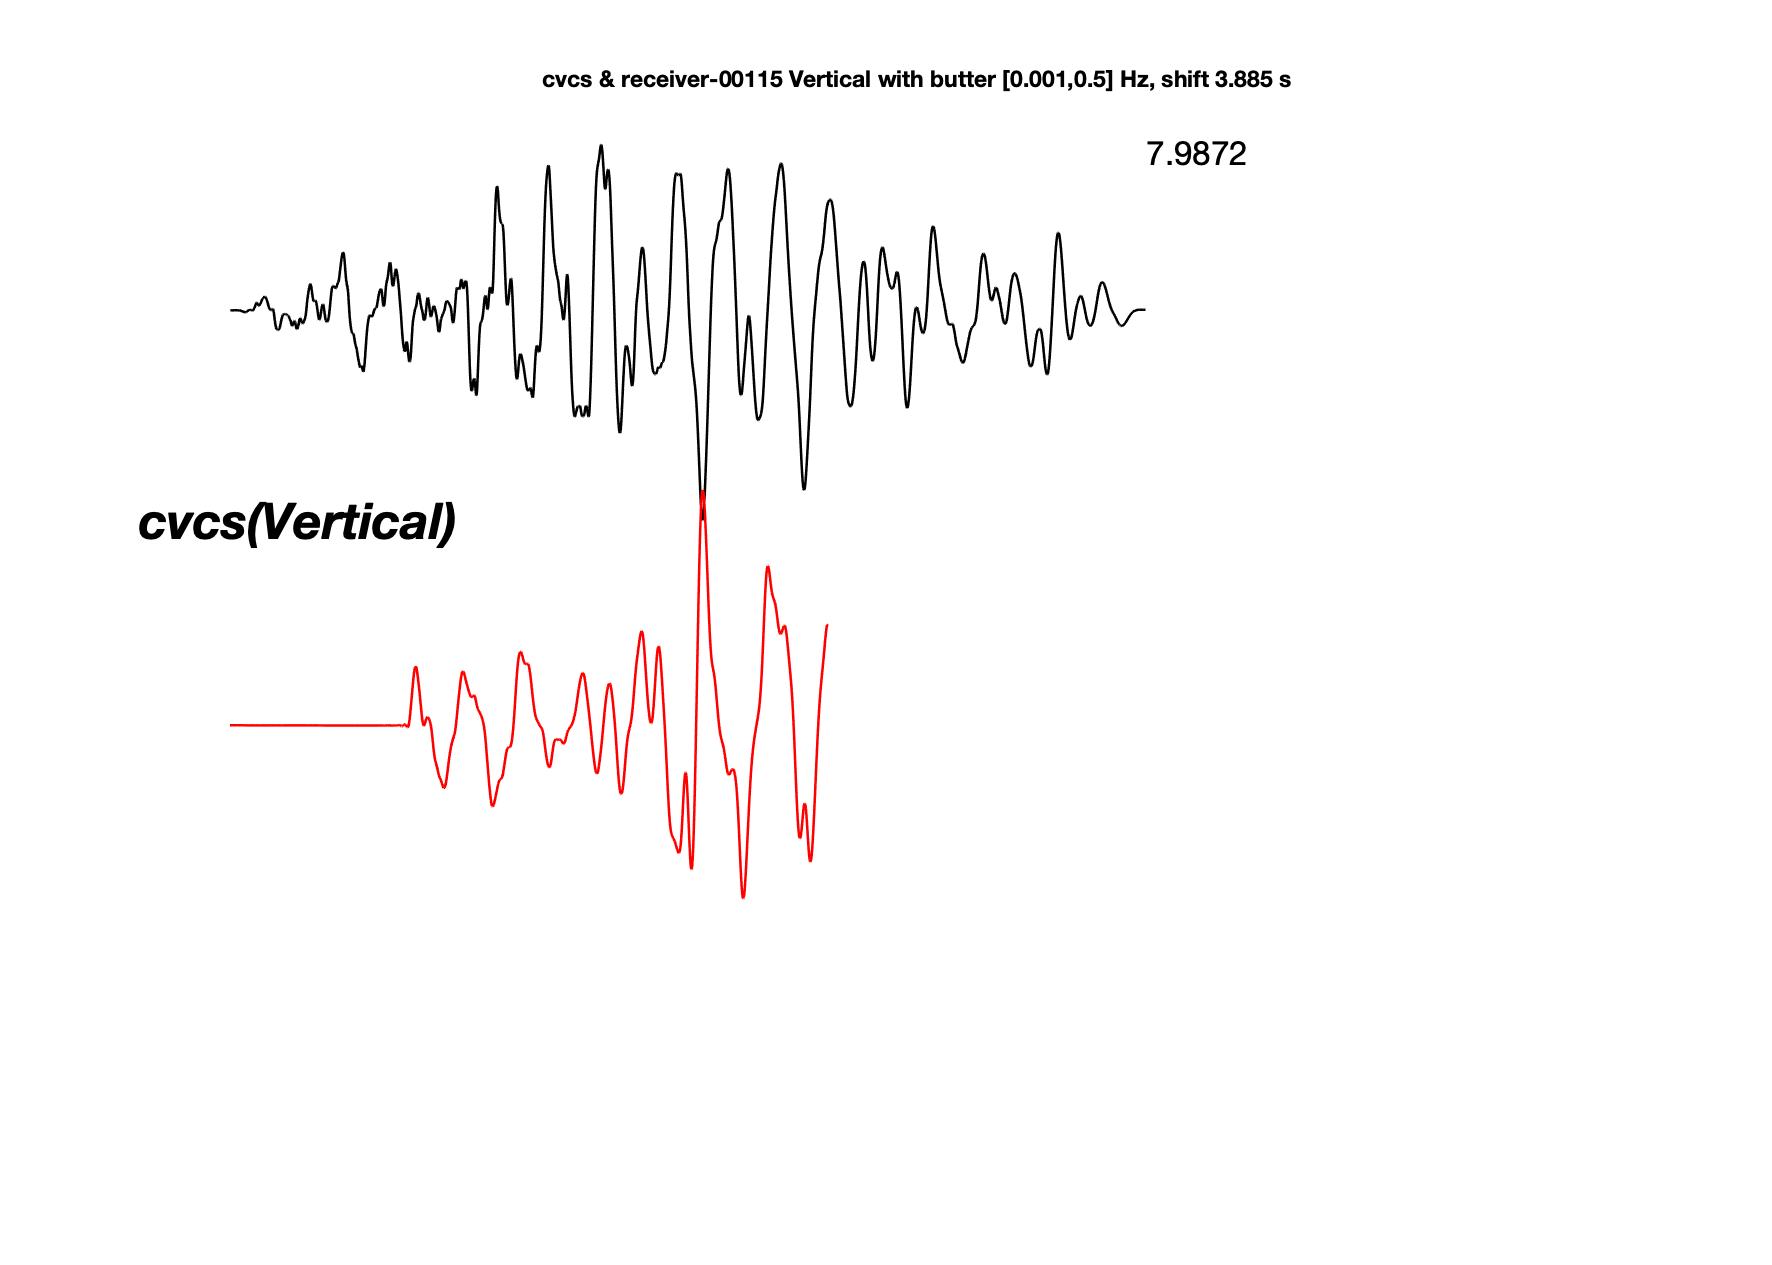 cvcs & receiver-00115 Vertical with butter [0.001,0.5] Hz, shift 3.885 s
7.9872
cvcs(Vertical)